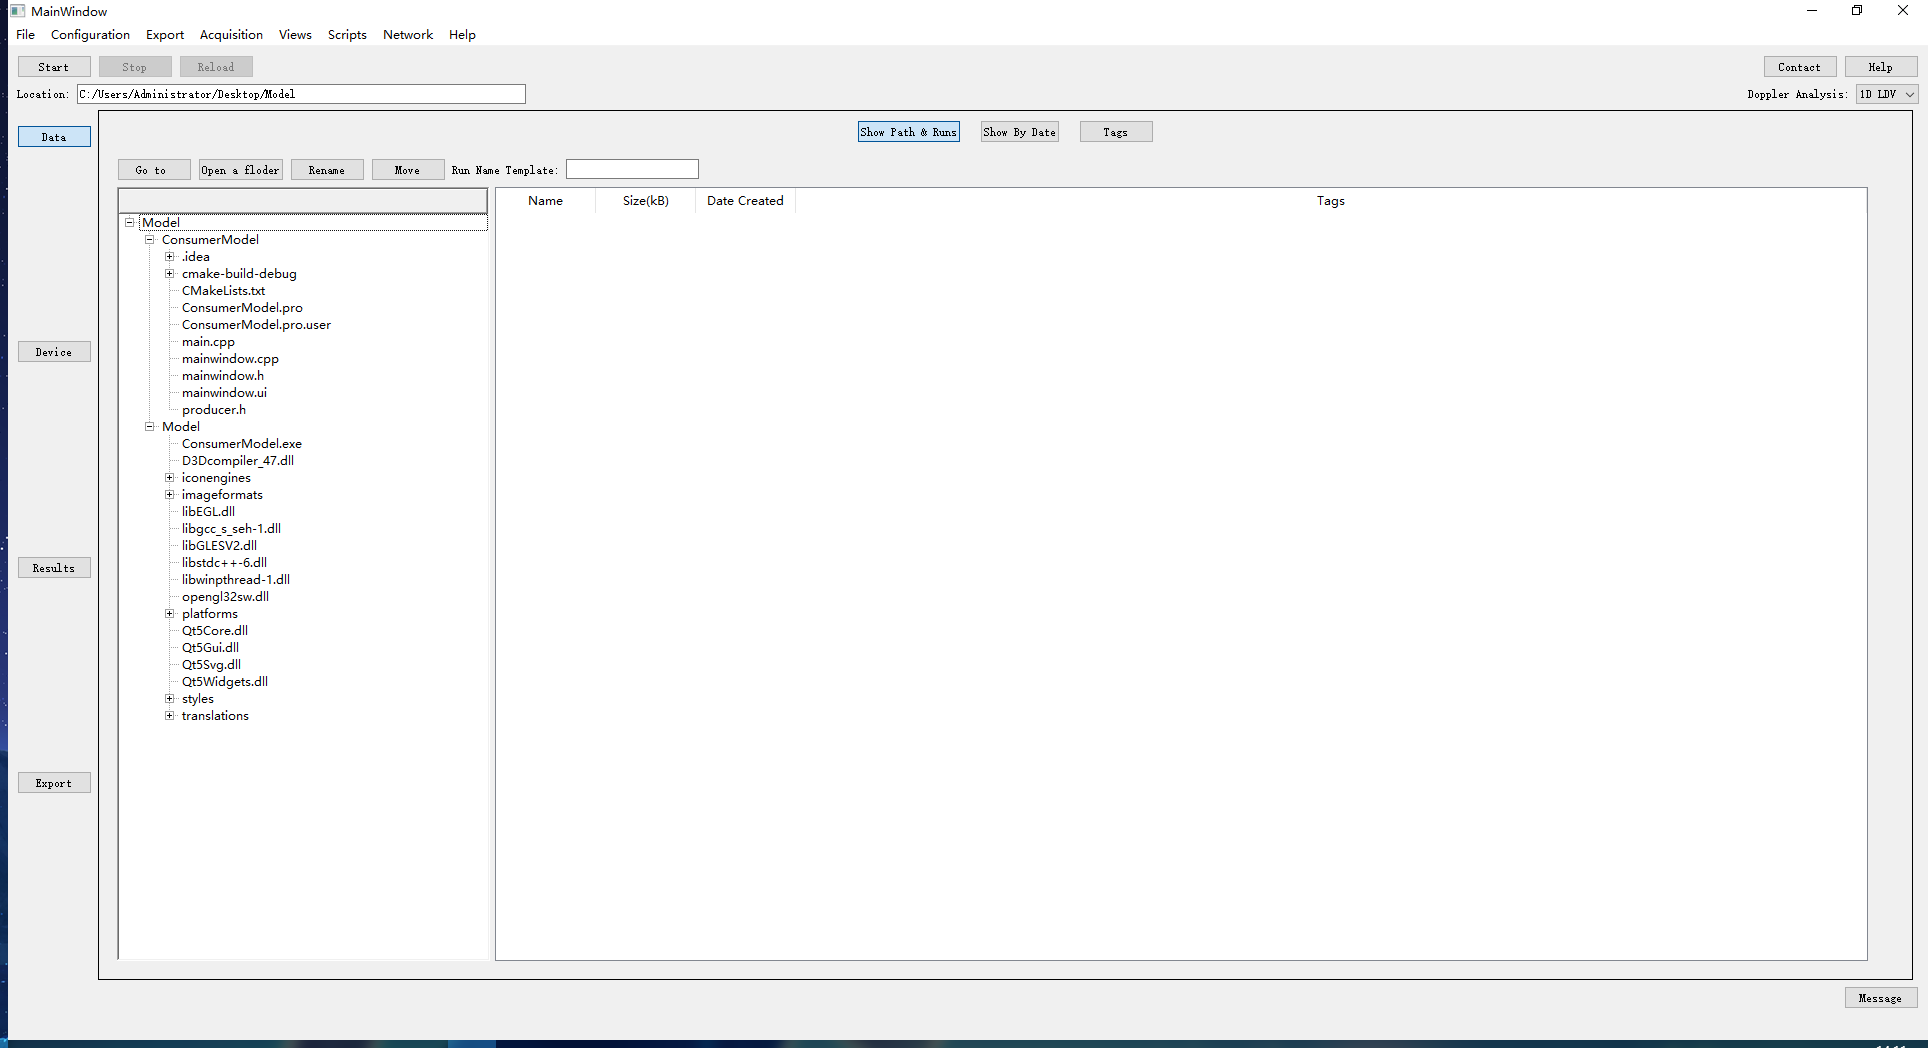 MainWindow
File Configuration Export Acquisition Views Scripts Network Help
Start Stop Reload Contact Help
Location: C:/Users/Administrator/Desktop/Model Doppler Analysis: 1D LDV
Data Show Path & Runs Show By Date Tags
Go to Open a floder Rename Move Run Name Template:
Name Size(kB) Date Created Tags
Model
ConsumerModel
.idea
cmake-build-debug
CMakeLists.txt
ConsumerModel.pro
ConsumerModel.pro.user
main.cpp
Device
mainwindow.cpp
mainwindow.h
mainwindow.ui
producer.h
Model
ConsumerModel.exe
D3Dcompiler_47.dll
iconengines
imageformats
libEGL.dll
libgcc_s_seh-1.dll
libGLESV2.dll
libstdc++-6.dll
Results
libwinpthread-1.dll
opengl32sw.dll
platforms
Qt5Core.dll
Qt5Gui.dll
Qt5Svg.dll
Qt5Widgets.dll
styles
translations
Export
Message